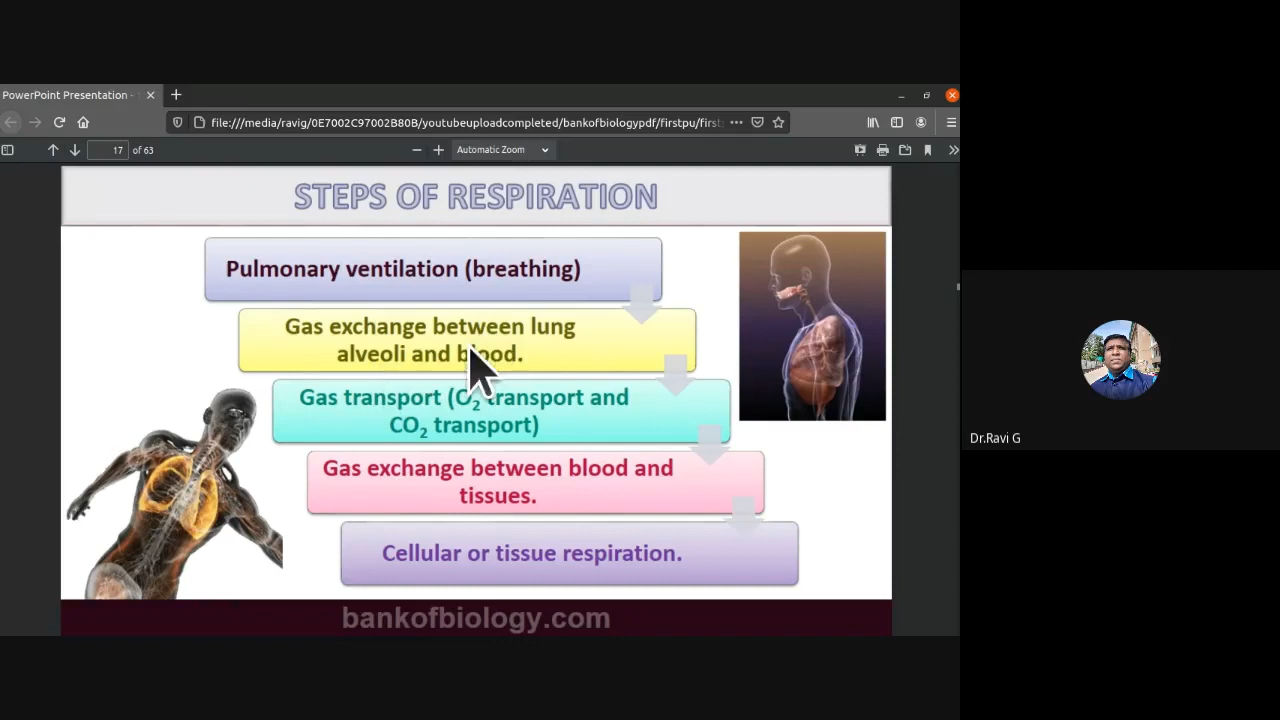 PowerPoint Presentation -
file:///media/ravig/0E7002C97002B80B/youtubeuploadcompleted/bankofbiologypdf/firstpu/first
17 of 63
Automatic Zoom
STEPS OF RESPIRATION
Pulmonary ventilation (breathing)
Gas exchange between lung
alveoli and blood.
Gas transport (O₂ transport and
CO₂ transport)
Gas exchange between blood and
tissues.
Cellular or tissue respiration.
bankofbiology.com
Dr.Ravi G